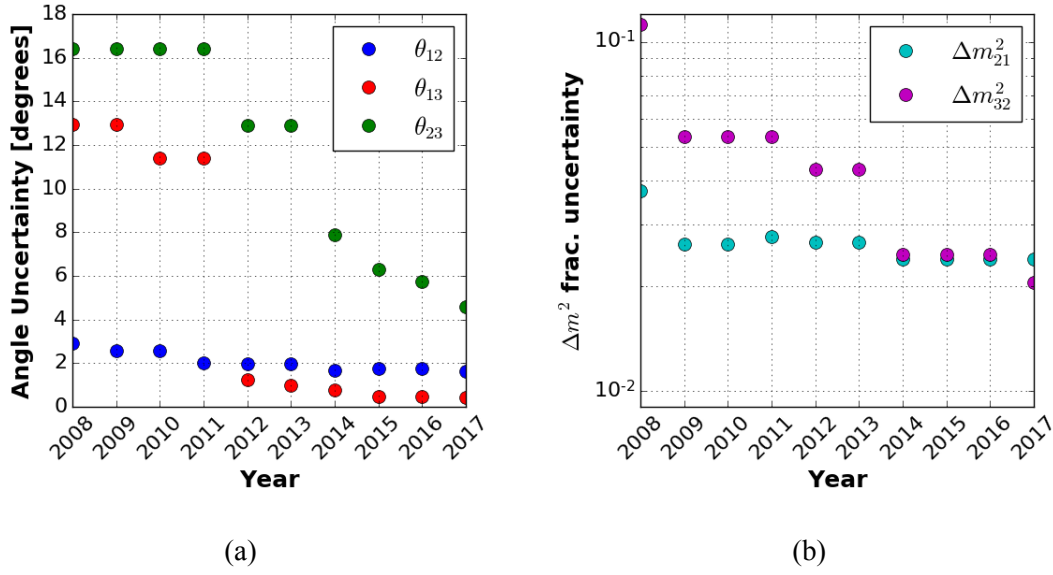 18
16
14
12
10
8
6
4
2
0
Angle Uncertainty [degrees]
θ₁₂
θ₁₃
θ₂₃
2008 2009 2010 2011 2012 2013 2014 2015 2016 2017
Year
(a)
10⁻¹
10⁻²
Δm² frac. uncertainty
Δm²₂₁
Δm²₃₂
2008 2009 2010 2011 2012 2013 2014 2015 2016 2017
Year
(b)